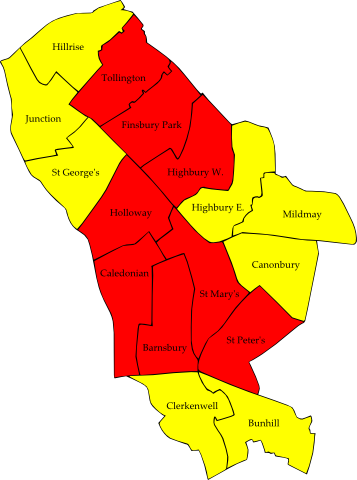 Hillrise
Tollington
Junction
Finsbury Park
St George's
Highbury W.
Highbury E.
Holloway
Mildmay
Canonbury
Caledonian
St Mary's
Barnsbury
St Peter's
Clerkenwell
Bunhill